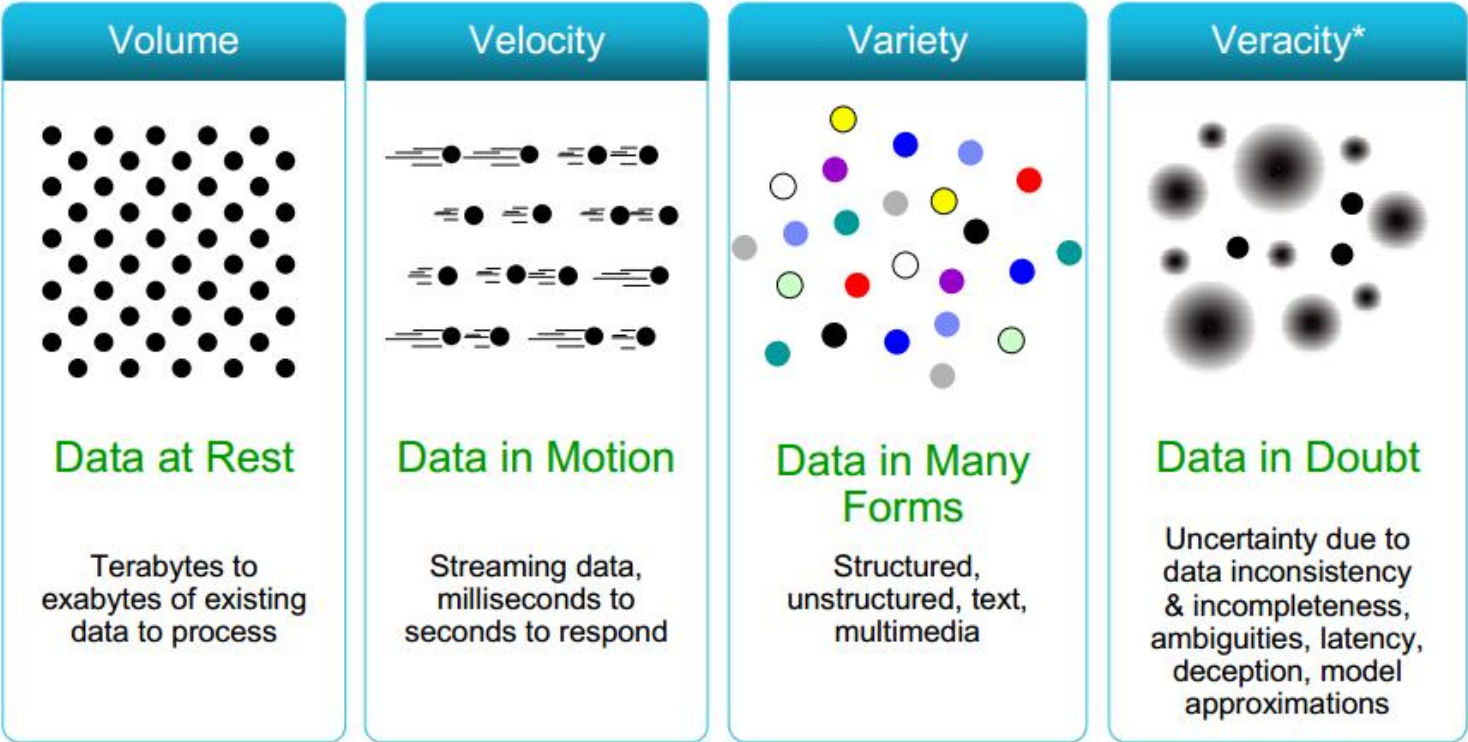 Volume
Data at Rest
Terabytes to
exabytes of existing
data to process
Velocity
Data in Motion
Streaming data,
milliseconds to
seconds to respond
Variety
Data in Many
Forms
Structured,
unstructured, text,
multimedia
Veracity*
Data in Doubt
Uncertainty due to
data inconsistency
& incompleteness,
ambiguities, latency,
deception, model
approximations